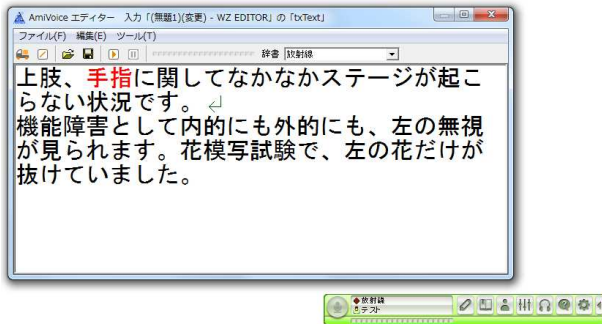 AmiVoice エディター 入力「(無題1)(変更) - WZ EDITOR」の「txText」
ファイル(F) 編集(E) ツール(T)
辞書 放射線
上肢、手指に関してなかなかステージが起こ
らない状況です。
機能障害として内的にも外的にも、左の無視
が見られます。花模写試験で、左の花だけが
抜けていました。
放射線
テスト